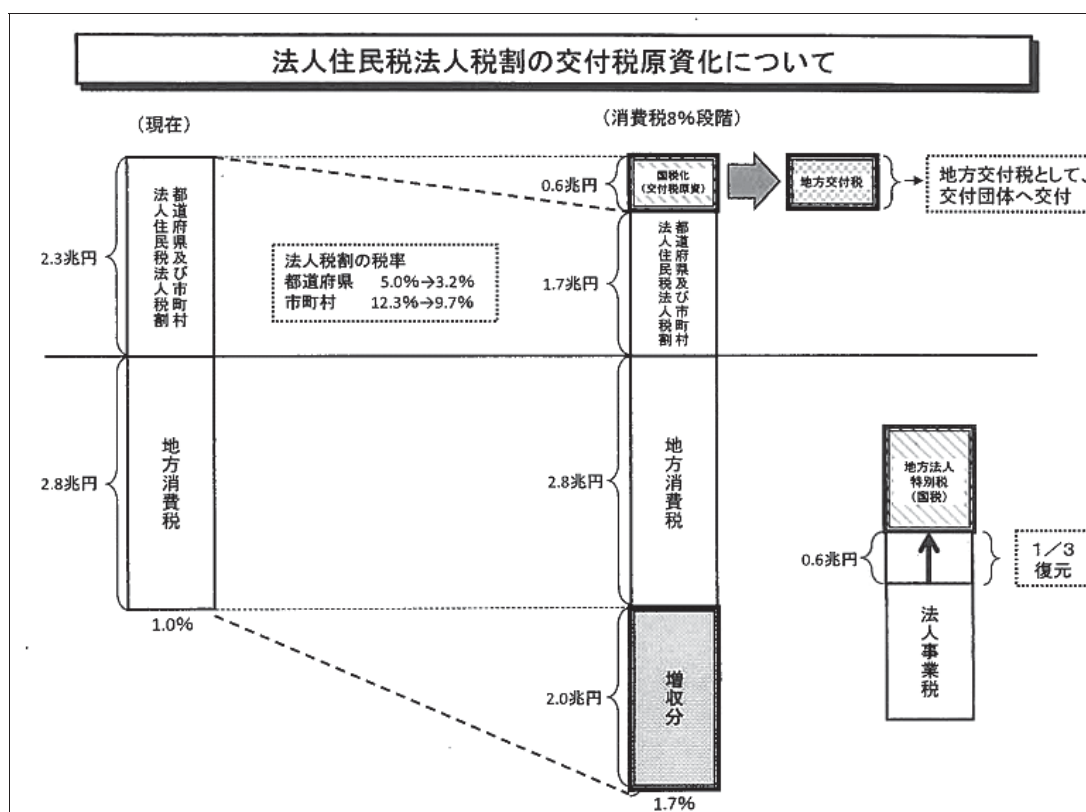 法人住民税法人税割の交付税原資化について
（現在）
（消費税8％段階）
2.3兆円
都道府県及び市町村
法人住民税法人税割
法人税割の税率
都道府県　5.0%→3.2%
市町村　12.3%→9.7%
0.6兆円
国税化
（交付税原資）
地方交付税
地方交付税として、
交付団体へ交付
1.7兆円
都道府県及び市町村
法人住民税法人税割
2.8兆円
地方消費税
1.0%
2.8兆円
地方消費税
2.0兆円
増収分
1.7%
地方法人
特別税
（国税）
0.6兆円
1／3
復元
法人事業税